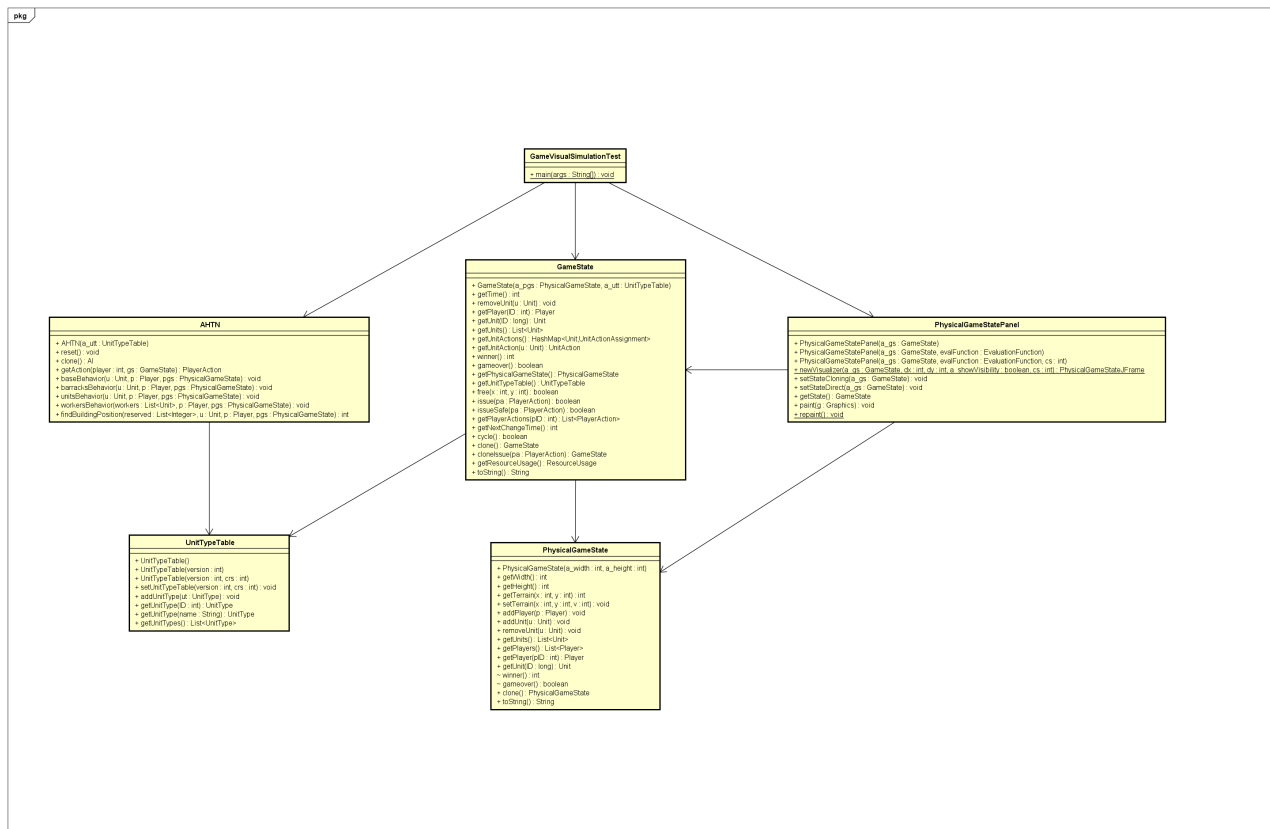 pkg
GameVisualSimulationTest
+ main(args : String[]) : void
GameState
+ GameState(a_pgs : PhysicalGameState, a_utt : UnitTypeTable)
+ getTime() : int
+ removeUnit(u : Unit) : void
+ getPlayer(ID : int) : Player
+ getUnit(ID : long) : Unit
+ getUnits() : List<Unit>
+ getUnitActions() : HashMap<Unit,UnitActionAssignment>
+ getUnitAction(u : Unit) : UnitAction
+ winner() : int
+ gameover() : boolean
+ getPhysicalGameState() : PhysicalGameState
+ getUnitTypeTable() : UnitTypeTable
+ free(x : int, y : int) : boolean
+ issue(pa : PlayerAction) : boolean
+ issueSafe(pa : PlayerAction) : boolean
+ getPlayerActions(pID : int) : List<PlayerAction>
+ getNextChangeTime() : int
+ cycle() : boolean
+ clone() : GameState
+ cloneIssue(pa : PlayerAction) : GameState
+ getResourceUsage() : ResourceUsage
+ toString() : String
AHTN
+ AHTN(a_utt : UnitTypeTable)
+ reset() : void
+ clone() : AI
+ getAction(player : int, gs : GameState) : PlayerAction
+ baseBehavior(u : Unit, p : Player, pgs : PhysicalGameState) : void
+ barracksBehavior(u : Unit, p : Player, pgs : PhysicalGameState) : void
+ unitsBehavior(u : Unit, p : Player, pgs : PhysicalGameState) : void
+ workersBehavior(workers : List<Unit>, p : Player, pgs : PhysicalGameState) : void
+ findBuildingPosition(reserved : List<Integer>, u : Unit, p : Player, pgs : PhysicalGameState) : int
PhysicalGameStatePanel
+ PhysicalGameStatePanel(a_gs : GameState)
+ PhysicalGameStatePanel(a_gs : GameState, evalFunction : EvaluationFunction)
+ PhysicalGameStatePanel(a_gs : GameState, evalFunction : EvaluationFunction, cs : int)
+ newVisualizer(a_gs : GameState, dx : int, dy : int, a_showVisibility : boolean, cs : int) : PhysicalGameStateJFrame
+ setStateCloning(a_gs : GameState) : void
+ setStateDirect(a_gs : GameState) : void
+ getState() : GameState
+ paint(g : Graphics) : void
+ repaint() : void
UnitTypeTable
+ UnitTypeTable()
+ UnitTypeTable(version : int)
+ UnitTypeTable(version : int, crs : int)
+ setUnitTypeTable(version : int, crs : int) : void
+ addUnitType(ut : UnitType) : void
+ getUnitType(ID : int) : UnitType
+ getUnitType(name : String) : UnitType
+ getUnitTypes() : List<UnitType>
PhysicalGameState
+ PhysicalGameState(a_width : int, a_height : int)
+ getWidth() : int
+ getHeight() : int
+ getTerrain(x : int, y : int) : int
+ setTerrain(x : int, y : int, v : int) : void
+ addPlayer(p : Player) : void
+ addUnit(u : Unit) : void
+ removeUnit(u : Unit) : void
+ getUnits() : List<Unit>
+ getPlayers() : List<Player>
+ getPlayer(pID : int) : Player
+ getUnit(ID : long) : Unit
~ winner() : int
~ gameover() : boolean
+ clone() : PhysicalGameState
+ toString() : String